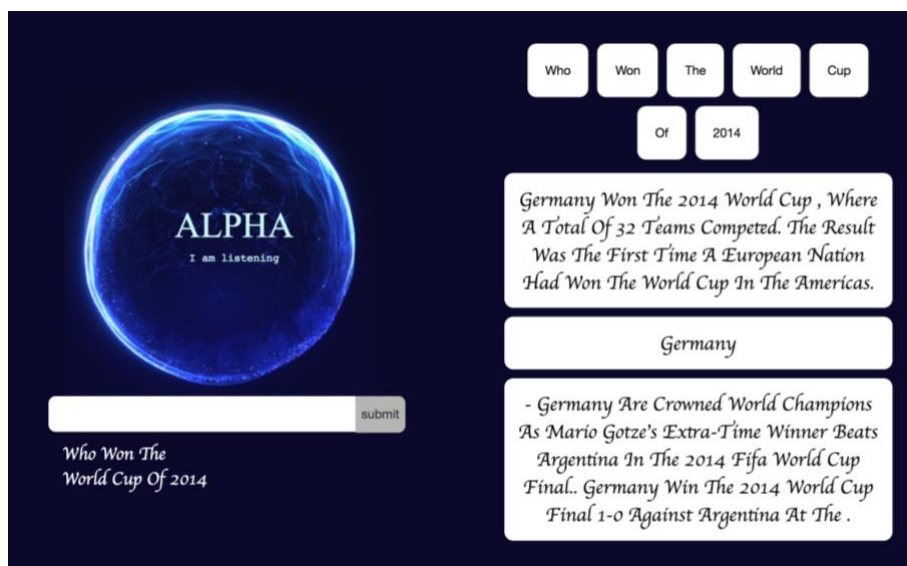 ALPHA
I am listening
submit
Who Won The
World Cup Of 2014
Who Won The World Cup
Of 2014
Germany Won The 2014 World Cup , Where
A Total Of 32 Teams Competed. The Result
Was The First Time A European Nation
Had Won The World Cup In The Americas.
Germany
- Germany Are Crowned World Champions
As Mario Gotze's Extra-Time Winner Beats
Argentina In The 2014 Fifa World Cup
Final.. Germany Win The 2014 World Cup
Final 1-0 Against Argentina At The .